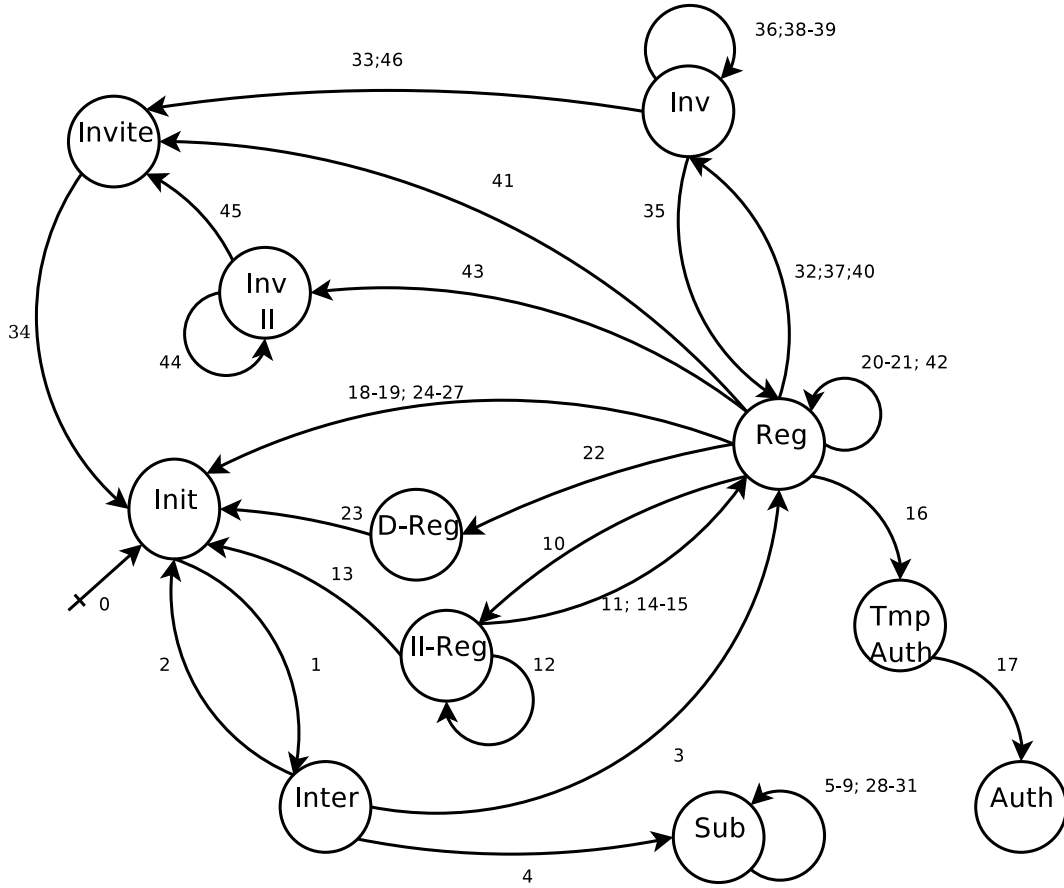 36;38-39
33;46
Inv
Invite
41
35
45
43
32;37;40
Inv
II
34
44
20-21; 42
18-19; 24-27
Reg
22
Init
23
D-Reg
16
10
13
0
11; 14-15
Tmp
Auth
II-Reg
2
1
12
17
3
5-9; 28-31
Inter
Auth
Sub
4